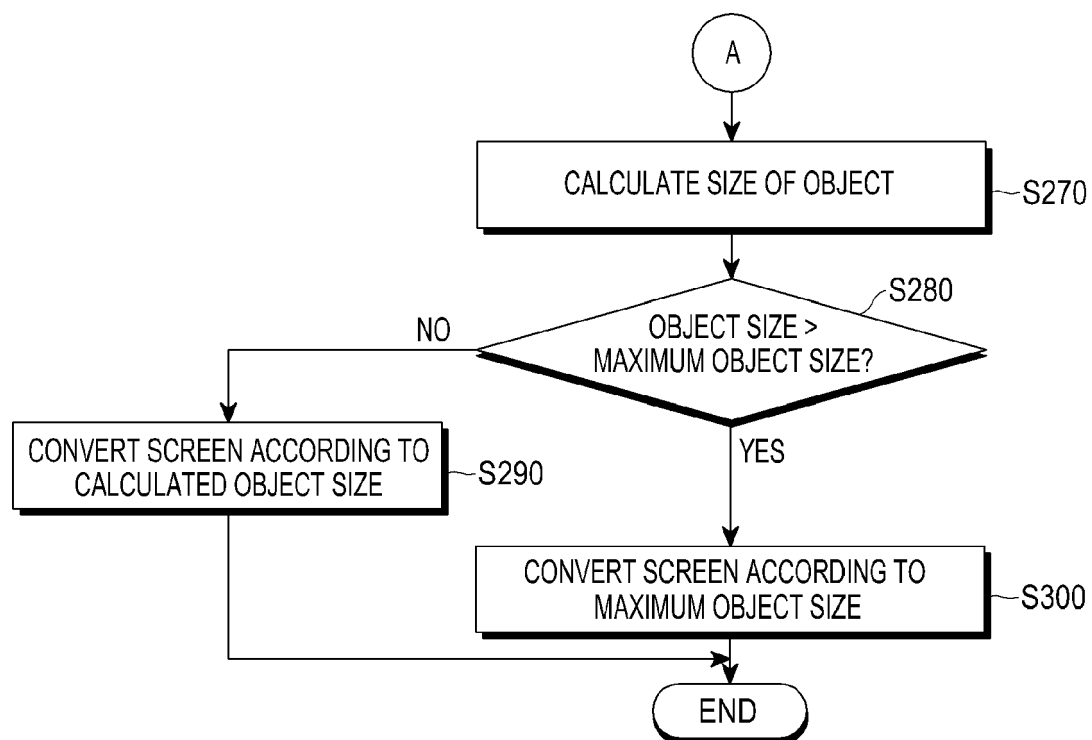 A
CALCULATE SIZE OF OBJECT
S270
S280
OBJECT SIZE >
MAXIMUM OBJECT SIZE?
NO
YES
CONVERT SCREEN ACCORDING TO
CALCULATED OBJECT SIZE
S290
CONVERT SCREEN ACCORDING TO
MAXIMUM OBJECT SIZE
S300
END